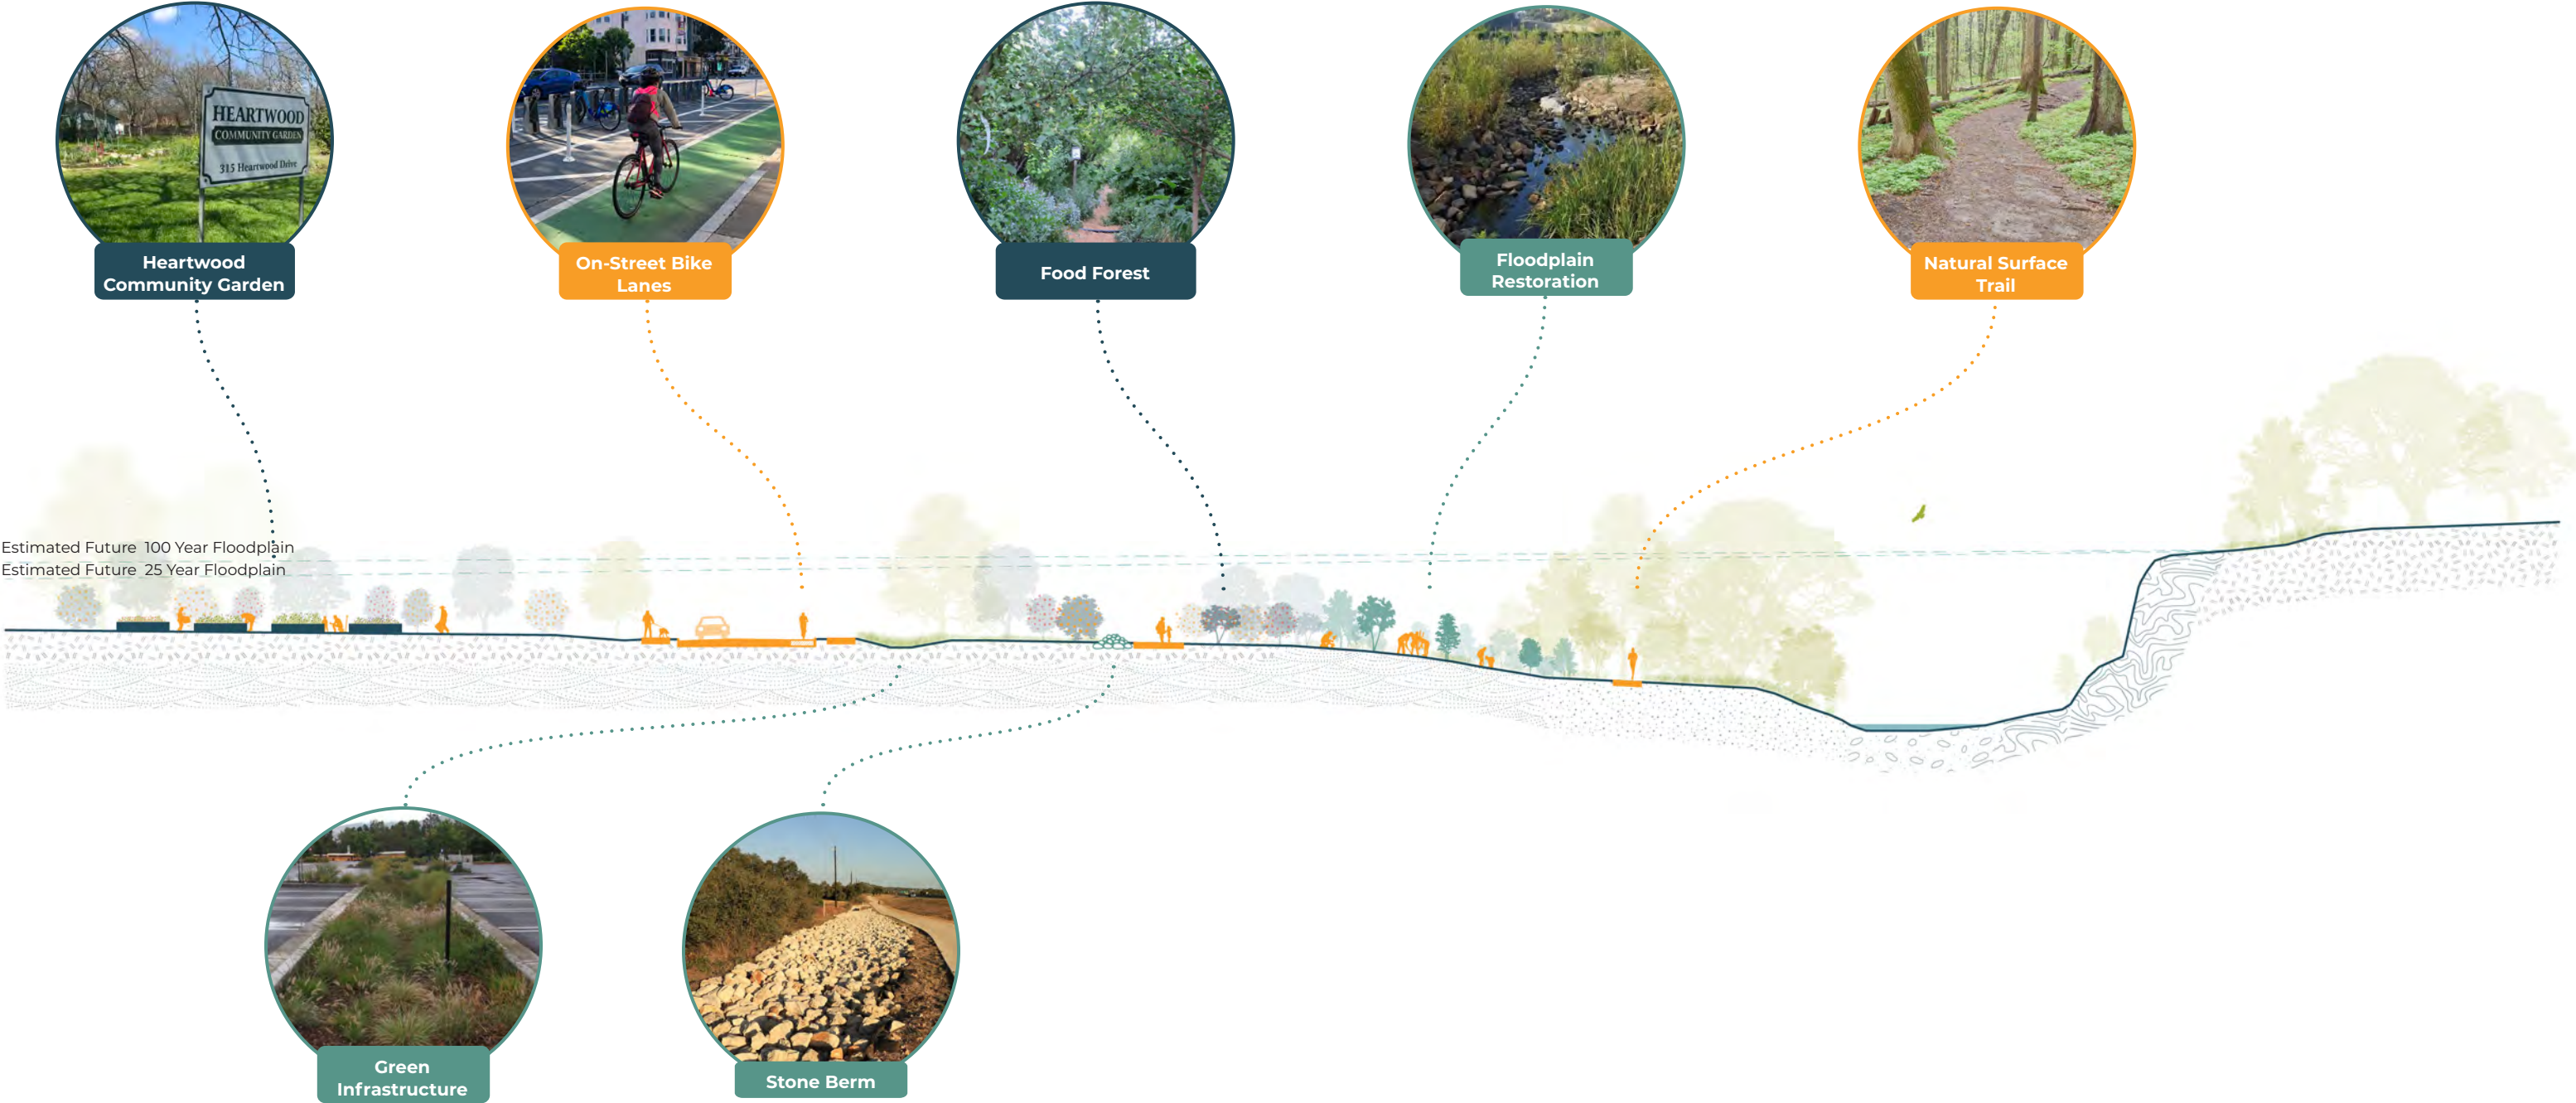 HEARTWOOD
COMMUNITY GARDEN
315 Heartwood Drive
Heartwood
Community Garden
On-Street Bike
Lanes
Food Forest
Floodplain
Restoration
Natural Surface
Trail
Estimated Future 100 Year Floodplain
Estimated Future 25 Year Floodplain
Green
Infrastructure
Stone Berm